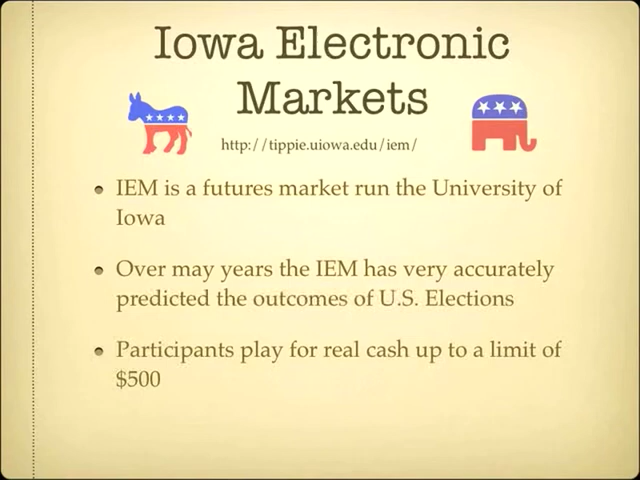 Iowa Electronic
Markets
http://tippie.uiowa.edu/iem/
• IEM is a futures market run the University of
Iowa
• Over may years the IEM has very accurately
predicted the outcomes of U.S. Elections
• Participants play for real cash up to a limit of
$500